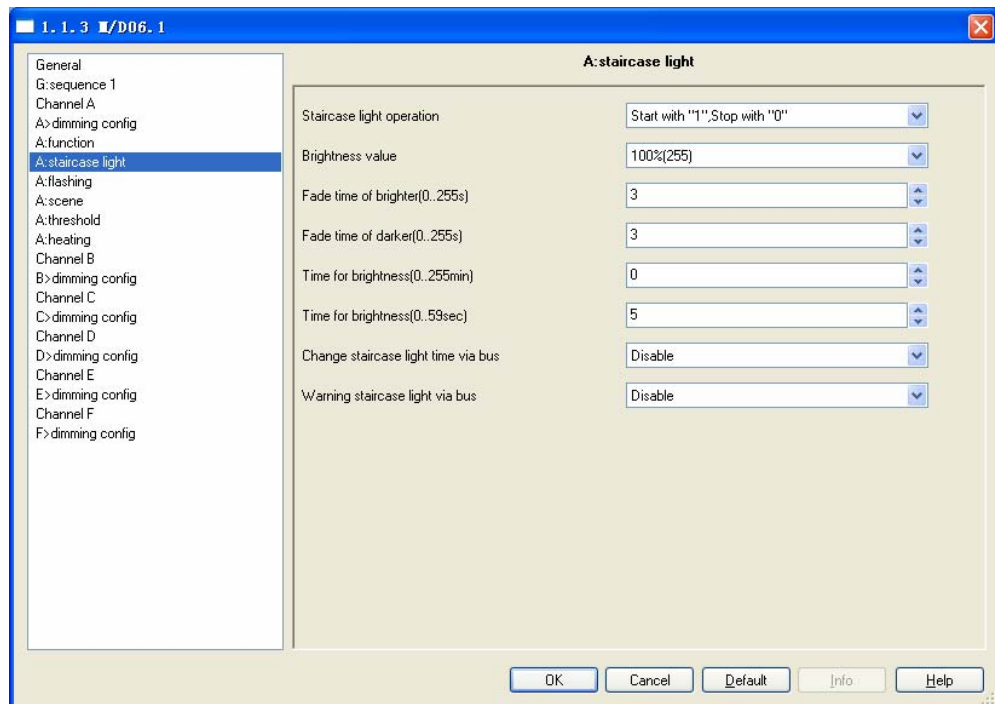 1.1.3 M/D06.1
General
G:sequence 1
Channel A
A>dimming config
A:function
A:staircase light
A:flashing
A:scene
A:threshold
A:heating
Channel B
B>dimming config
Channel C
C>dimming config
Channel D
D>dimming config
Channel E
E>dimming config
Channel F
F>dimming config
A:staircase light
Staircase light operation Start with "1",Stop with "0"
Brightness value 100%(255)
Fade time of brighter(0..255s) 3
Fade time of darker(0..255s) 3
Time for brightness(0..255min) 0
Time for brightness(0..59sec) 5
Change staircase light time via bus Disable
Warning staircase light via bus Disable
OK Cancel Default Info Help